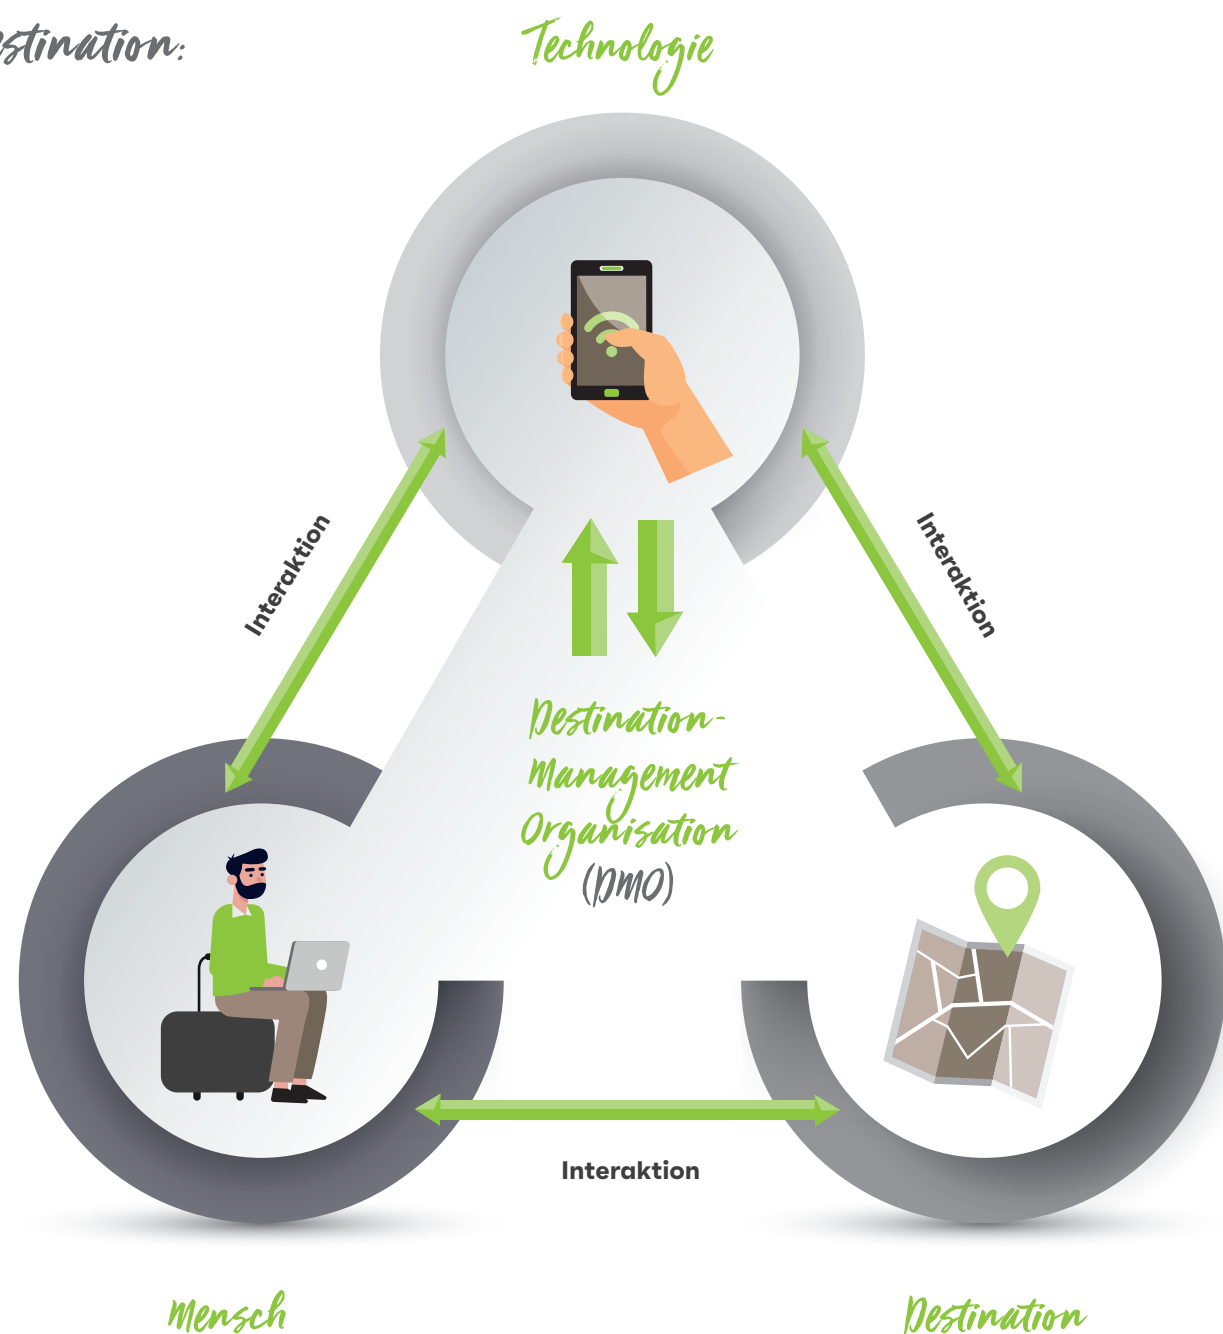 Technologie
Interaktion
Interaktion
Destination-
Management
Organisation
(DMO)
Interaktion
Mensch
Destination